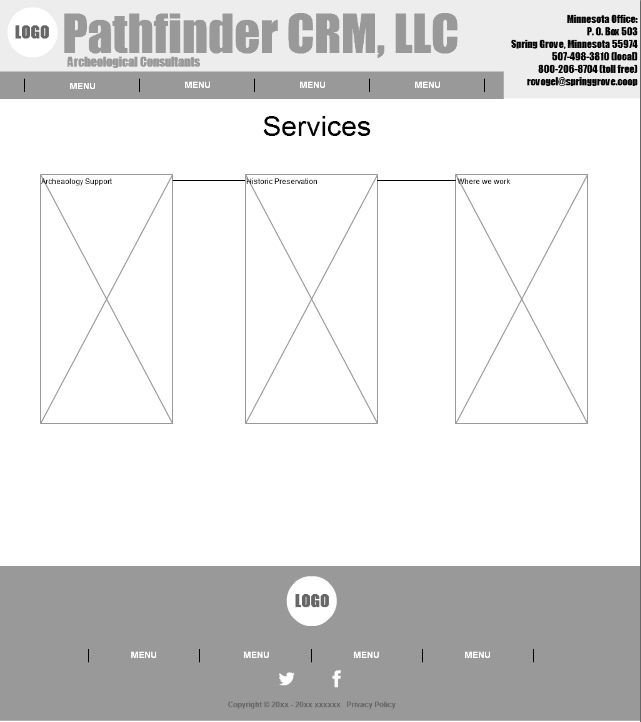 LOGO
Pathfinder CRM, LLC
Archeological Consultants
Minnesota Office:
P. O. Box 503
Spring Grove, Minnesota 55974
507-498-3810 (local)
800-206-8704 (toll free)
rcvogel@springgrove.coop
MENU MENU MENU MENU
Services
Archeaology Support
Historic Preservation
Where we work
LOGO
MENU MENU MENU MENU
Copyright © 20xx - 20xx xxxxxx Privacy Policy